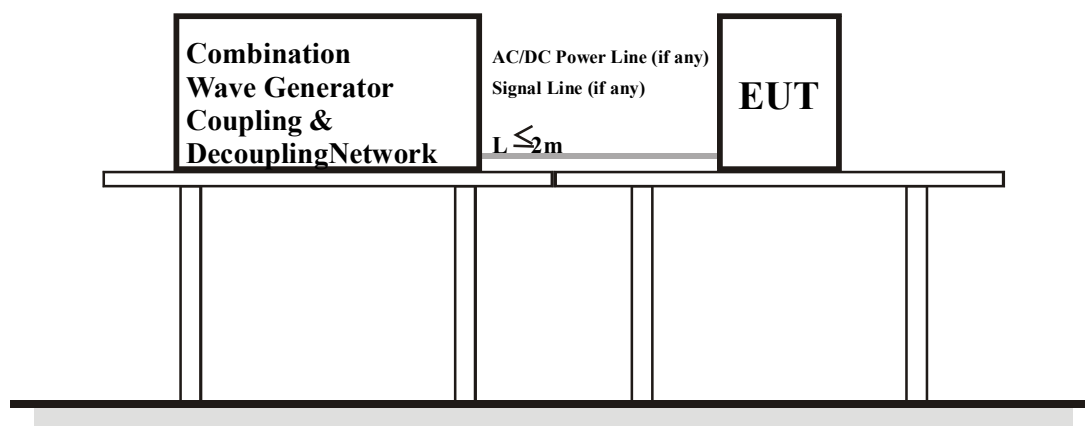 Combination
Wave Generator
Coupling &
DecouplingNetwork
AC/DC Power Line (if any)
Signal Line (if any)
L ≤2m
EUT